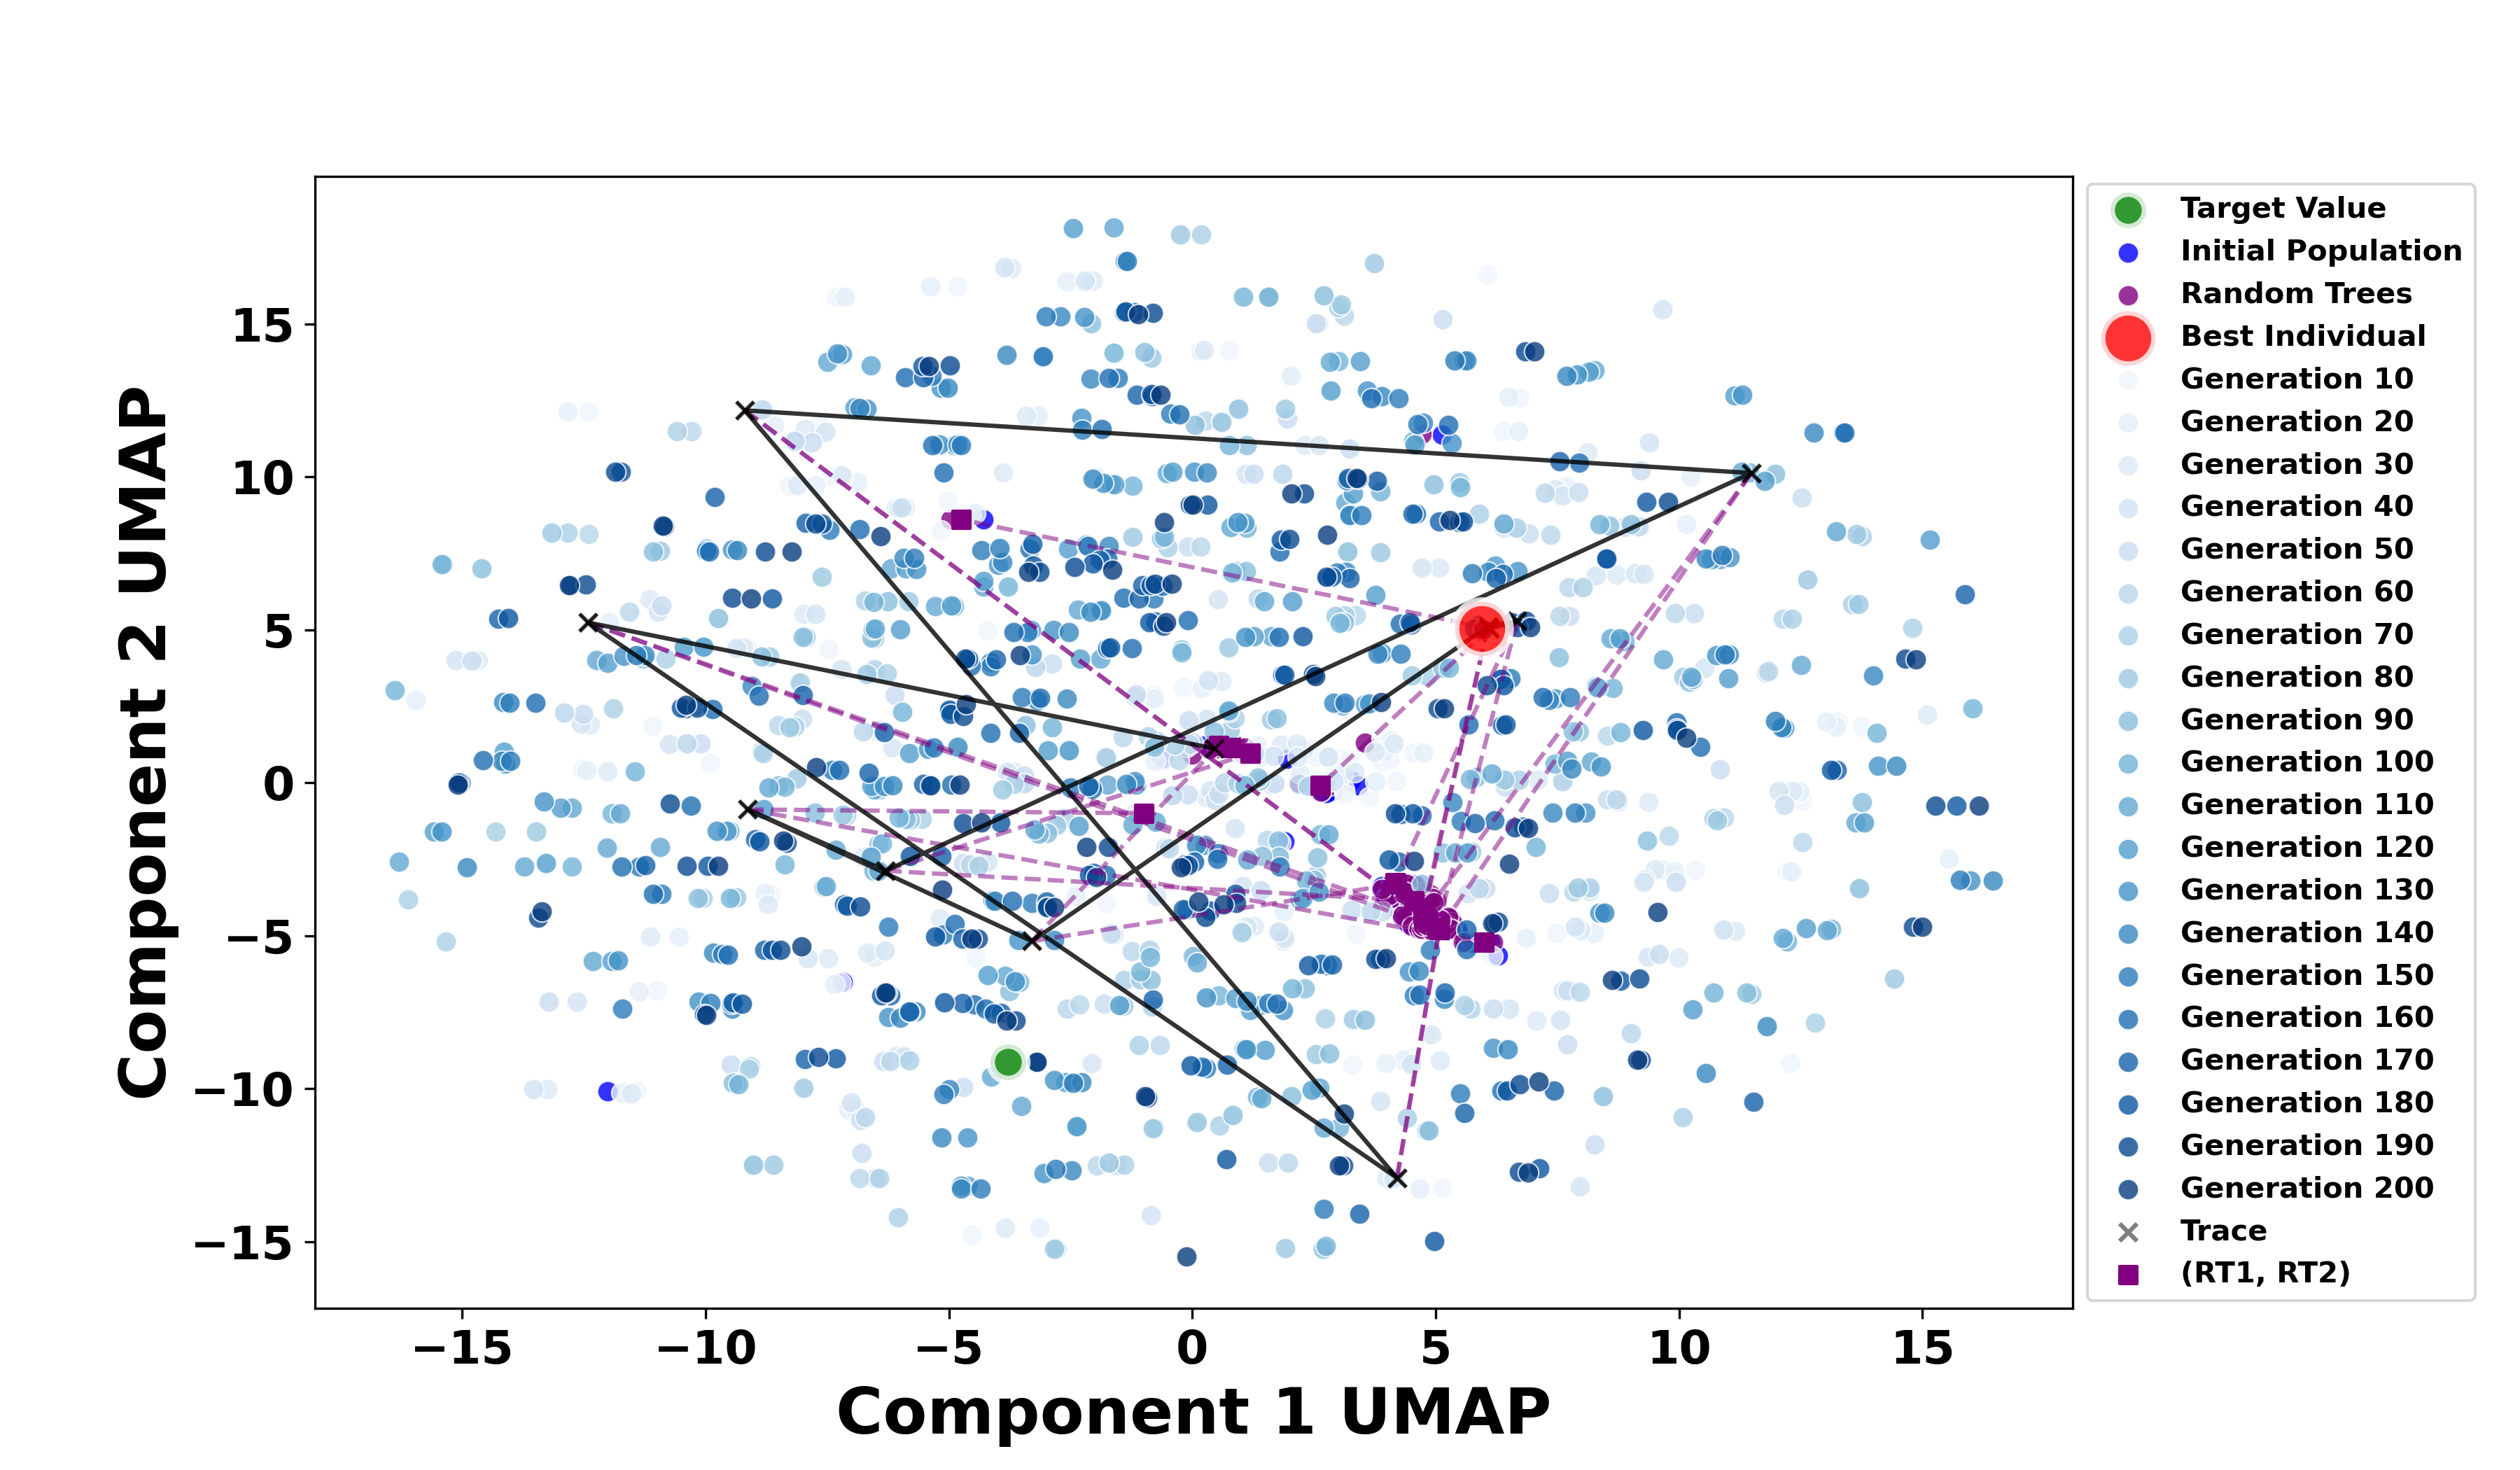 Component 2 UMAP
15
10
5
0
−5
−10
−15
−15
−10
−5
0
5
10
15
Component 1 UMAP
Target Value
Initial Population
Random Trees
Best Individual
Generation 10
Generation 20
Generation 30
Generation 40
Generation 50
Generation 60
Generation 70
Generation 80
Generation 90
Generation 100
Generation 110
Generation 120
Generation 130
Generation 140
Generation 150
Generation 160
Generation 170
Generation 180
Generation 190
Generation 200
Trace
(RT1, RT2)